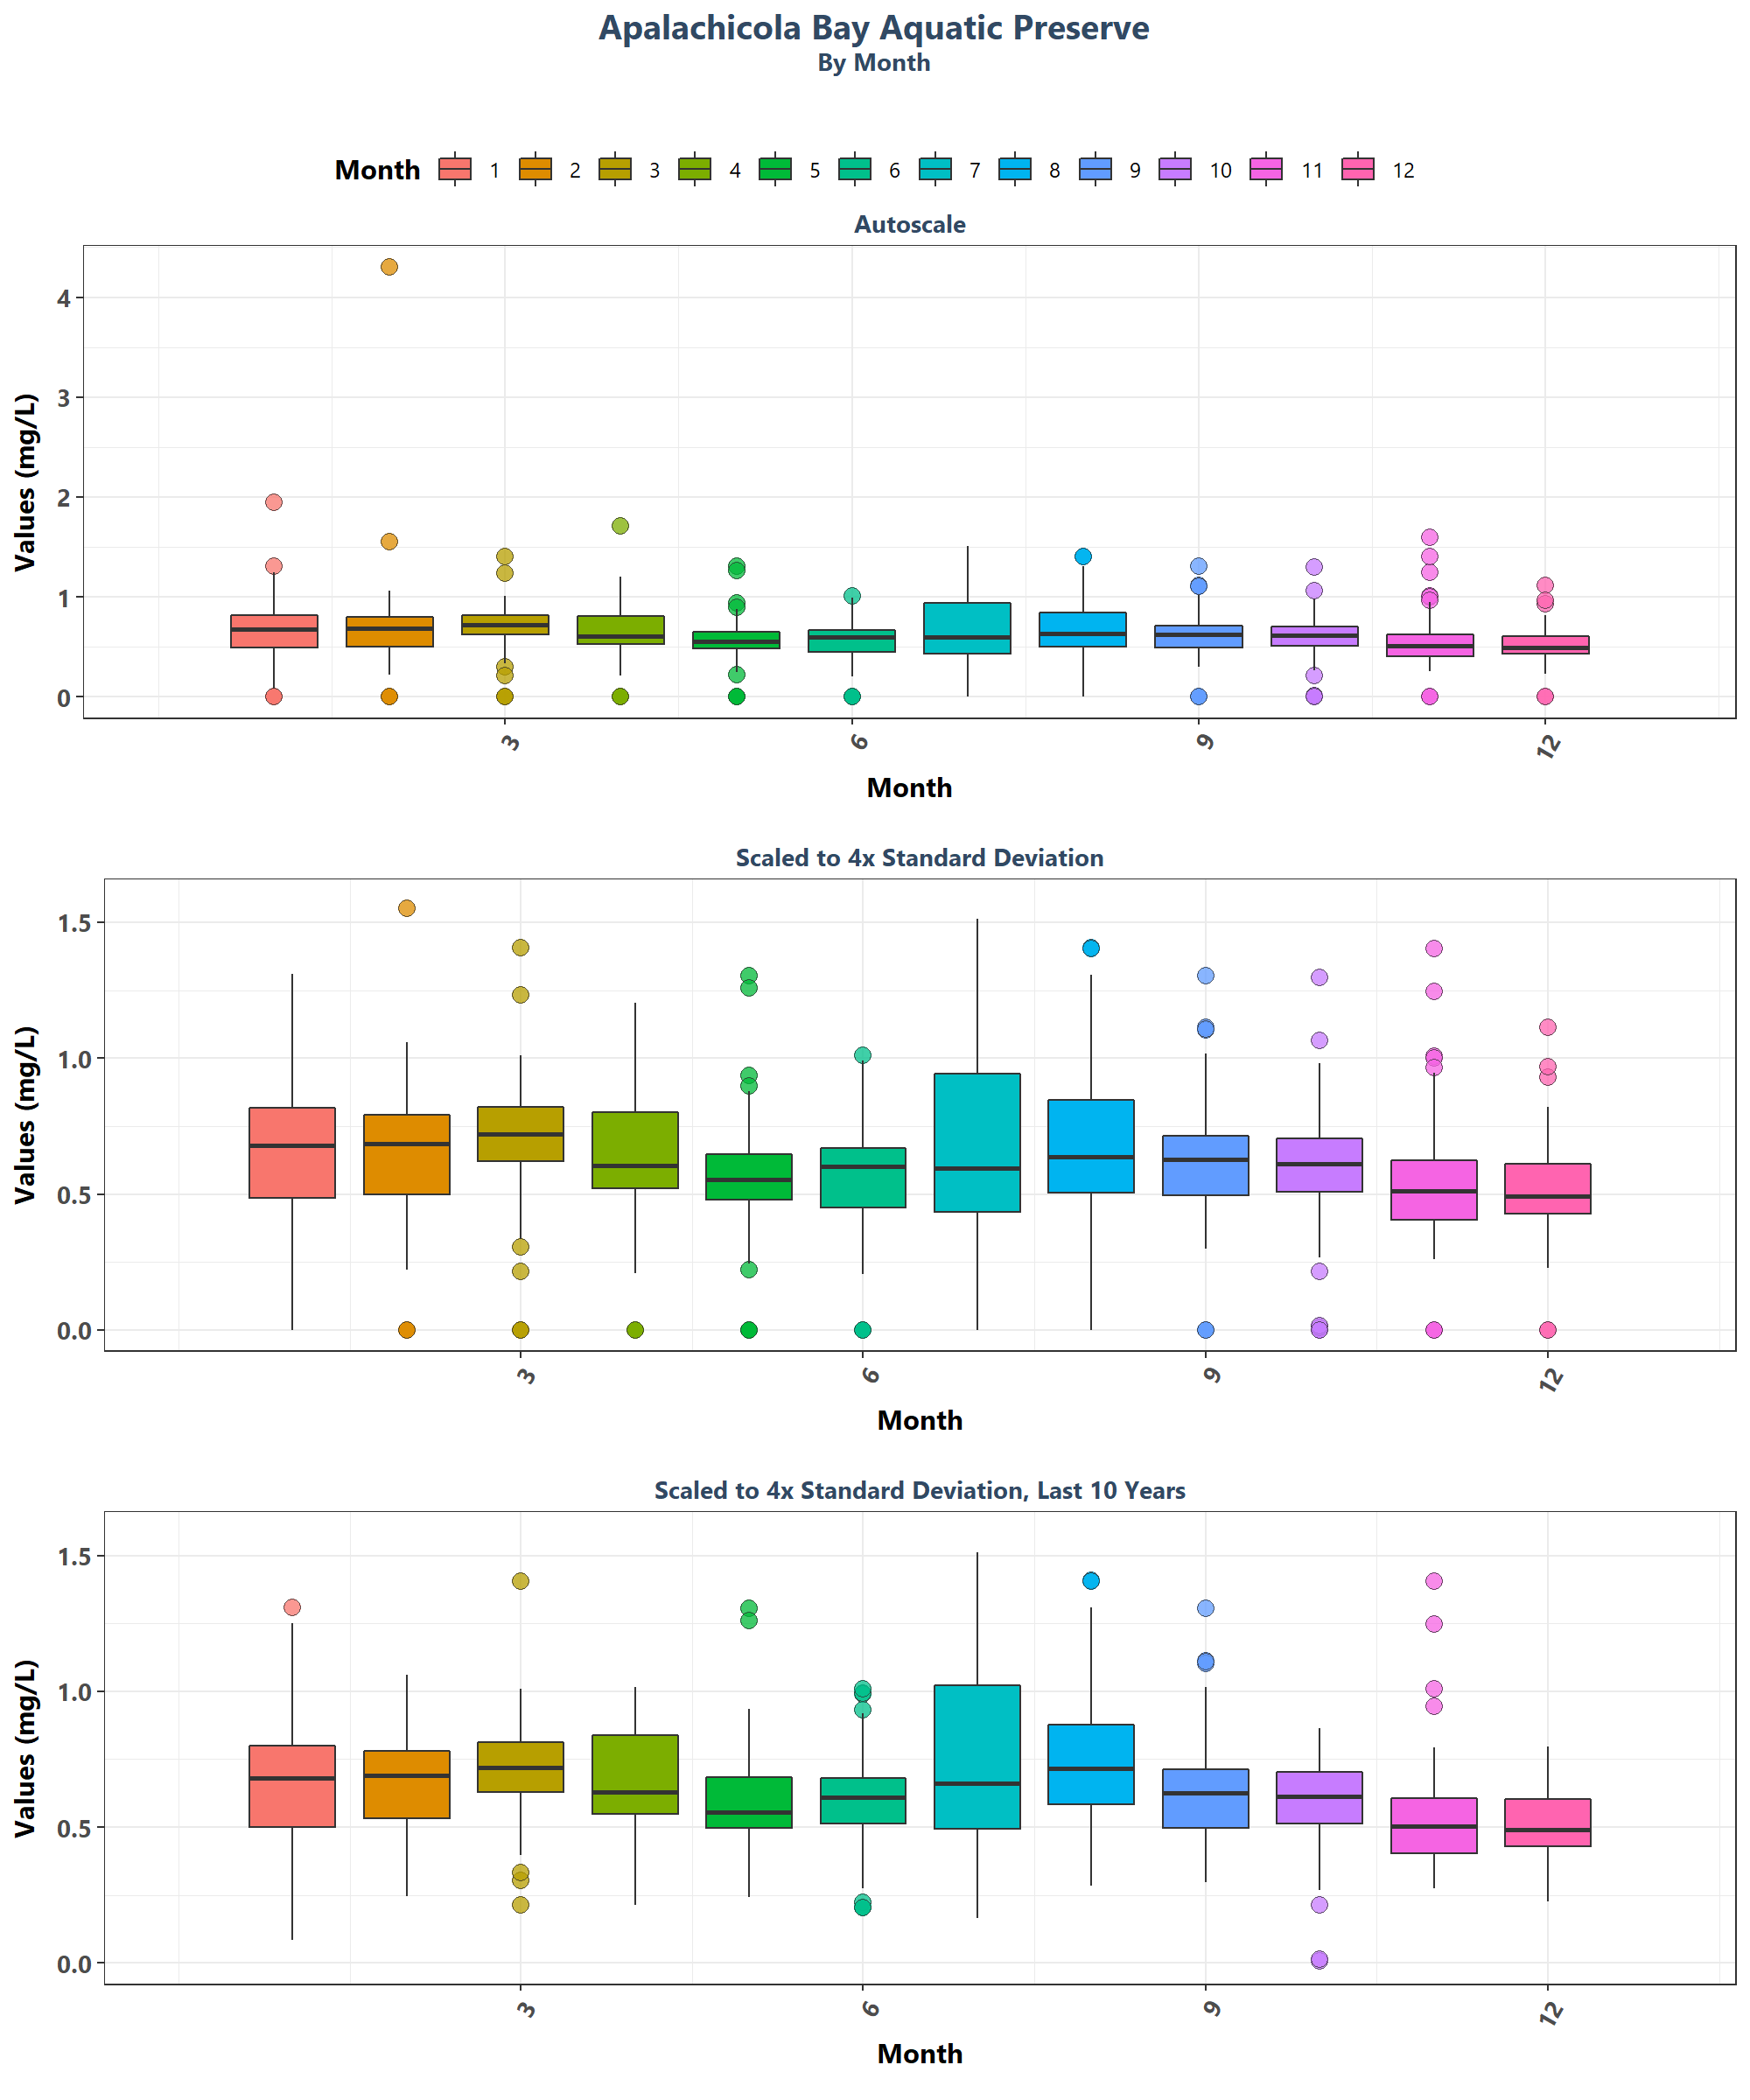 Apalachicola Bay Aquatic Preserve
By Month
Month 1 2 3 4 5 6 7 8 9 10 11 12
Autoscale
Values (mg/L)
4
3
2
1
0
3 6 9 12
Month
Scaled to 4x Standard Deviation
Values (mg/L)
1.5
1.0
0.5
0.0
3 6 9 12
Month
Scaled to 4x Standard Deviation, Last 10 Years
Values (mg/L)
1.5
1.0
0.5
0.0
3 6 9 12
Month